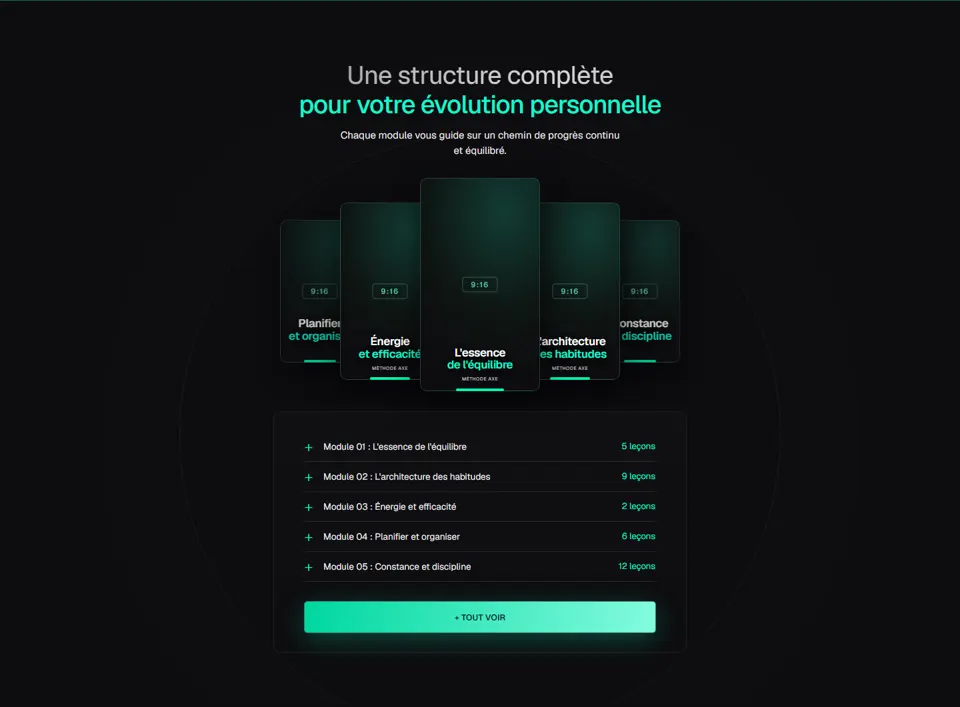 Une structure complète
pour votre évolution personnelle
Chaque module vous guide sur un chemin de progrès continu
et équilibré.
9:16
Planifier
et organis
9:16
Énergie
et efficacité
MÉTHODE AXE
9:16
L'essence
de l'équilibre
MÉTHODE AXE
9:16
'architecture
es habitudes
MÉTHODE AXE
9:16
onstance
discipline
+ Module 01 : L'essence de l'équilibre 5 leçons
+ Module 02 : L'architecture des habitudes 9 leçons
+ Module 03 : Énergie et efficacité 2 leçons
+ Module 04 : Planifier et organiser 6 leçons
+ Module 05 : Constance et discipline 12 leçons
+ TOUT VOIR